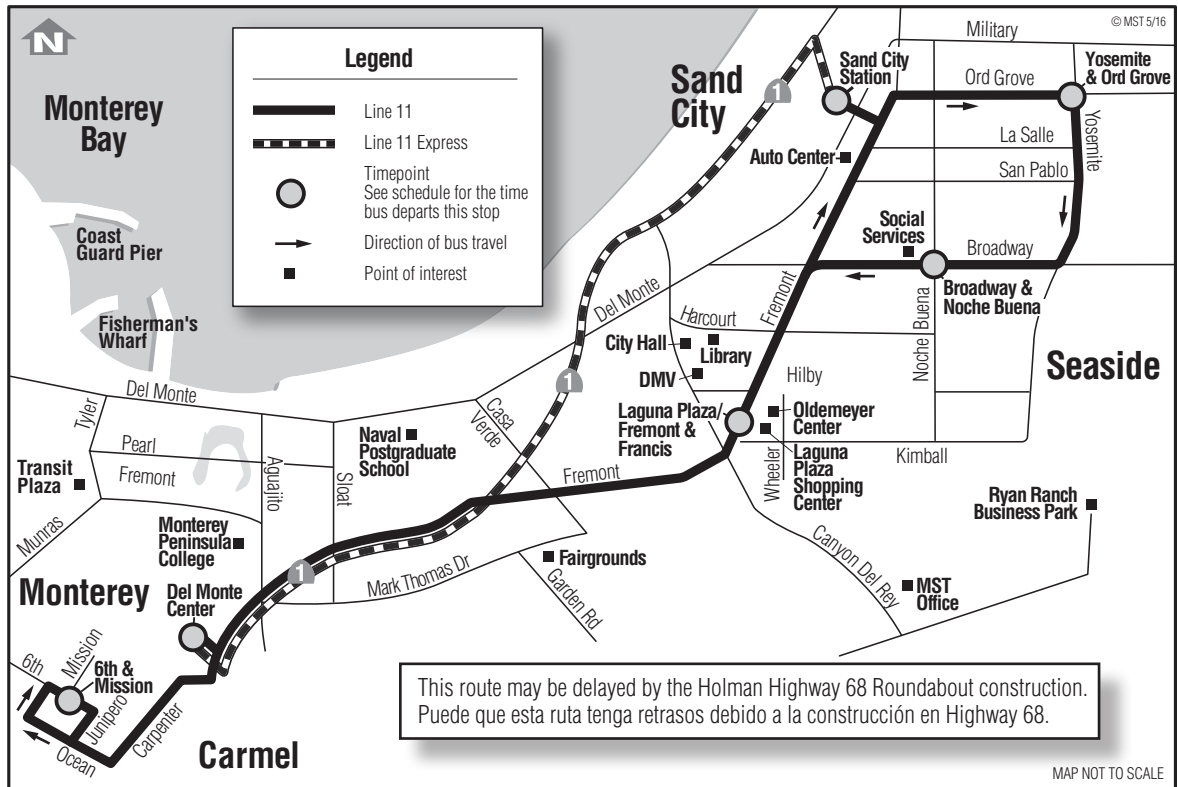 © MST 5/16
N
Military
Legend
Line 11
Line 11 Express
Timepoint
See schedule for the time
bus departs this stop
Direction of bus travel
Point of interest
Sand
City
1
Sand City
Station
Ord Grove
Yosemite
& Ord Grove
Yosemite
Monterey
Bay
La Salle
San Pablo
Auto Center
Social
Services
Broadway
Broadway &
Noche Buena
Noche Buena
Coast
Guard Pier
Fisherman's
Wharf
Del Monte
Fremont
Harcourt
City Hall
Library
DMV
Hilby
Seaside
1
Del Monte
Tyler
Pearl
Fremont
Casa
Verde
Naval
Postgraduate
School
Laguna Plaza/
Fremont &
Francis
Oldemeyer
Center
Laguna
Plaza
Shopping
Center
Wheeler
Kimball
Transit
Plaza
Aguajito
Sloat
Fremont
Ryan Ranch
Business Park
Munras
Monterey
Peninsula
College
1
Mark Thomas Dr
Fairgrounds
Garden Rd
Canyon Del Rey
MST
Office
Monterey
Del Monte
Center
6th
Mission
6th &
Mission
Junipero
Carpenter
Ocean
Carmel
This route may be delayed by the Holman Highway 68 Roundabout construction.
Puede que esta ruta tenga retrasos debido a la construcción en Highway 68.
MAP NOT TO SCALE